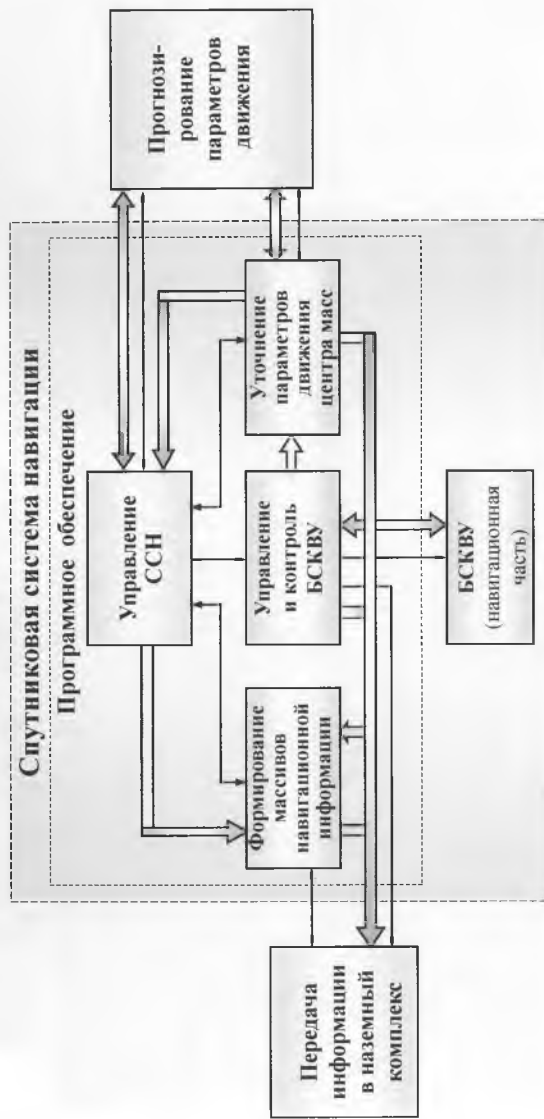 Спутниковая система навигации
Программное обеспечение
Управление
ССН
Прогнози-
рование
параметров
движения
Формирование
массивов
навигационной
информации
Управление
и контроль
БСКВУ
Уточнение
параметров
движения
центра масс
Передача
информации
в наземный
комплекс
БСКВУ
(навигационная
часть)